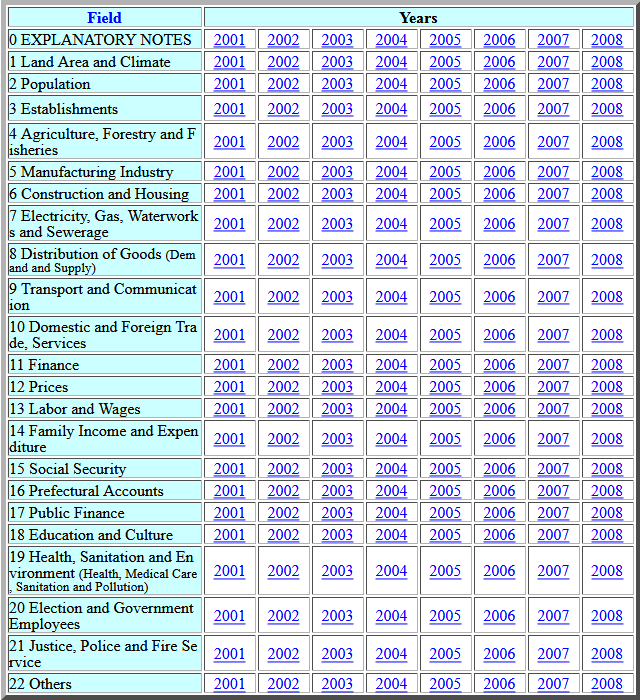 Field Years
0 EXPLANATORY NOTES 2001 2002 2003 2004 2005 2006 2007 2008
1 Land Area and Climate 2001 2002 2003 2004 2005 2006 2007 2008
2 Population 2001 2002 2003 2004 2005 2006 2007 2008
3 Establishments 2001 2002 2003 2004 2005 2006 2007 2008
4 Agriculture, Forestry and F
isheries 2001 2002 2003 2004 2005 2006 2007 2008
5 Manufacturing Industry 2001 2002 2003 2004 2005 2006 2007 2008
6 Construction and Housing 2001 2002 2003 2004 2005 2006 2007 2008
7 Electricity, Gas, Waterwork
s and Sewerage 2001 2002 2003 2004 2005 2006 2007 2008
8 Distribution of Goods (Dem
and and Supply) 2001 2002 2003 2004 2005 2006 2007 2008
9 Transport and Communicat
ion 2001 2002 2003 2004 2005 2006 2007 2008
10 Domestic and Foreign Tra
de, Services 2001 2002 2003 2004 2005 2006 2007 2008
11 Finance 2001 2002 2003 2004 2005 2006 2007 2008
12 Prices 2001 2002 2003 2004 2005 2006 2007 2008
13 Labor and Wages 2001 2002 2003 2004 2005 2006 2007 2008
14 Family Income and Expen
diture 2001 2002 2003 2004 2005 2006 2007 2008
15 Social Security 2001 2002 2003 2004 2005 2006 2007 2008
16 Prefectural Accounts 2001 2002 2003 2004 2005 2006 2007 2008
17 Public Finance 2001 2002 2003 2004 2005 2006 2007 2008
18 Education and Culture 2001 2002 2003 2004 2005 2006 2007 2008
19 Health, Sanitation and En
vironment (Health, Medical Care
, Sanitation and Pollution) 2001 2002 2003 2004 2005 2006 2007 2008
20 Election and Government
Employees 2001 2002 2003 2004 2005 2006 2007 2008
21 Justice, Police and Fire Se
rvice 2001 2002 2003 2004 2005 2006 2007 2008
22 Others 2001 2002 2003 2004 2005 2006 2007 2008